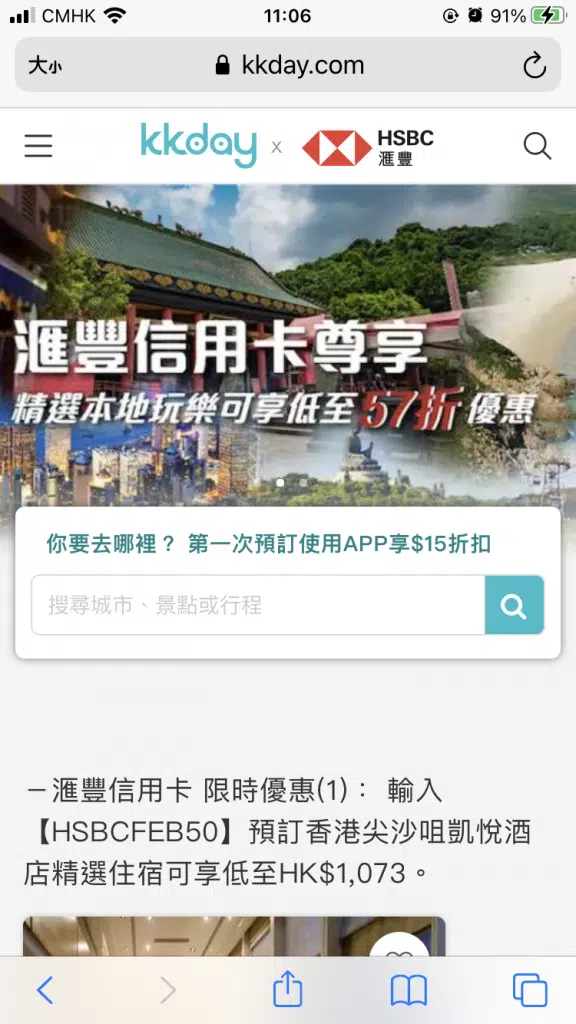 CMHK 11:06 91%
大小 kkday.com
kkday x HSBC
滙豐
滙豐信用卡尊享
精選本地玩樂可享低至57折優惠
你要去哪裡？ 第一次預訂使用APP享$15折扣
搜尋城市、景點或行程
－滙豐信用卡 限時優惠(1)： 輸入
【HSBCFEB50】預訂香港尖沙咀凱悅酒
店精選住宿可享低至HK$1,073。